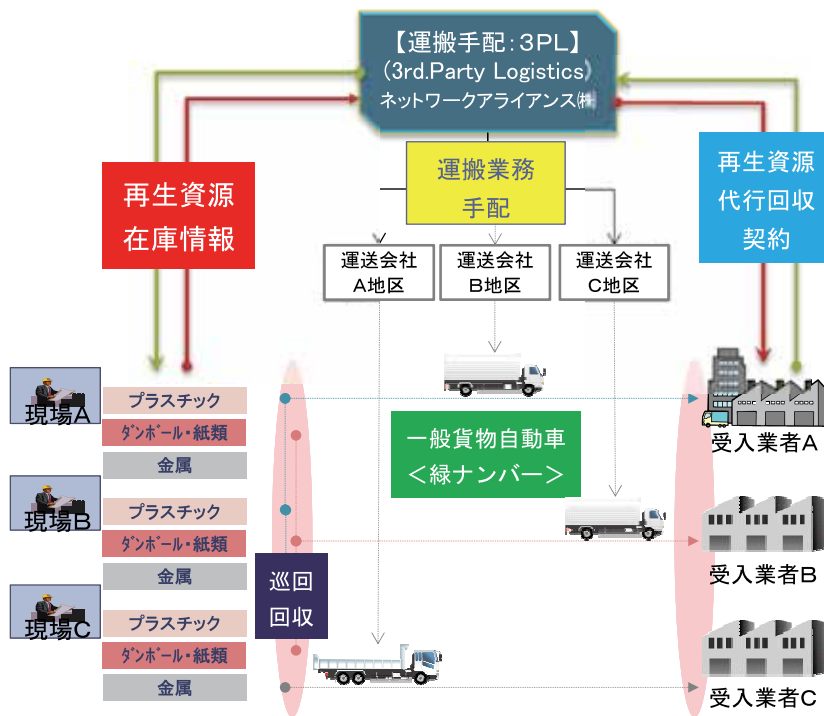 【運搬手配：3PL】
(3rd.Party Logistics)
ネットワークアライアンス㈱
再生資源
在庫情報
運搬業務
手配
再生資源
代行回収
契約
運送会社
A地区
運送会社
B地区
運送会社
C地区
現場A
プラスチック
ﾀﾞﾝﾎﾞｰﾙ・紙類
金属
一般貨物自動車
＜緑ナンバー＞
受入業者A
現場B
プラスチック
ﾀﾞﾝﾎﾞｰﾙ・紙類
金属
受入業者B
巡回
回収
現場C
プラスチック
ﾀﾞﾝﾎﾞｰﾙ・紙類
金属
受入業者C